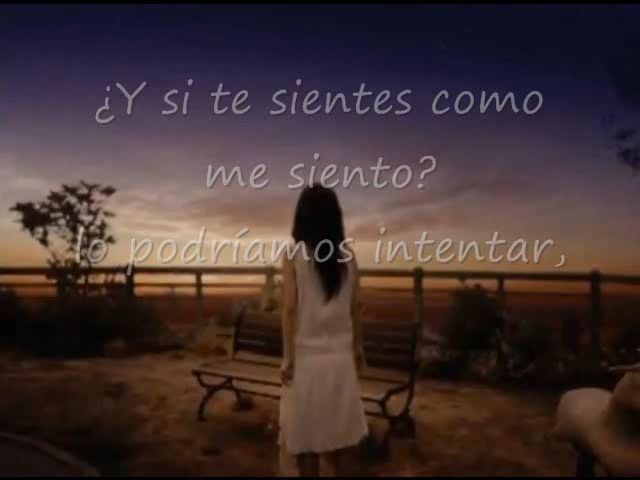 ¿Y si te sientes como
me siento?
lo podríamos intentar,